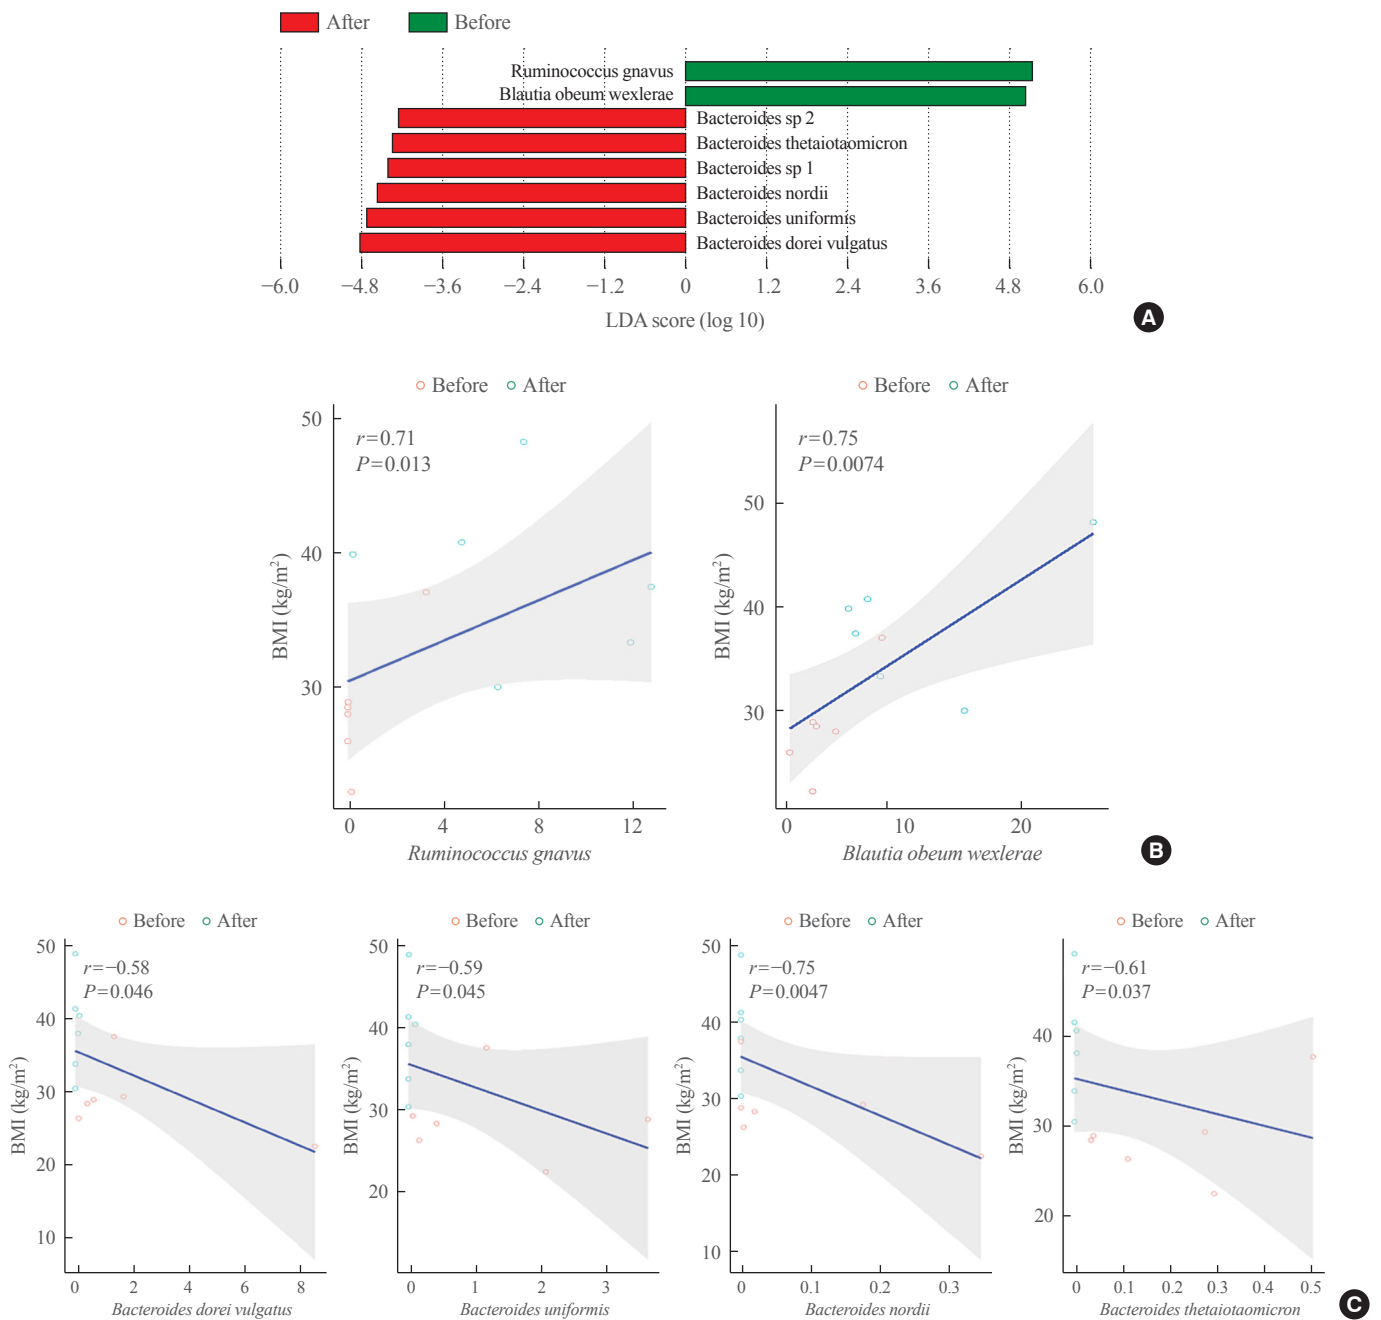 After Before
Ruminococcus gnavus
Blautia obeum wexlerae
Bacteroides sp 2
Bacteroides thetaiotaomicron
Bacteroides sp 1
Bacteroides nordii
Bacteroides uniformis
Bacteroides dorei vulgatus
−6.0 −4.8 −3.6 −2.4 −1.2 0 1.2 2.4 3.6 4.8 6.0
LDA score (log 10)
A
Before After
r=0.71
P=0.013
BMI (kg/m²)
50
40
30
0 4 8 12
Ruminococcus gnavus
Before After
r=0.75
P=0.0074
BMI (kg/m²)
50
40
30
0 10 20
Blautia obeum wexlerae
B
Before After
r=−0.58
P=0.046
BMI (kg/m²)
50
40
30
20
10
0 2 4 6 8
Bacteroides dorei vulgatus
Before After
r=−0.59
P=0.045
BMI (kg/m²)
50
40
30
20
0 1 2 3
Bacteroides uniformis
Before After
r=−0.75
P=0.0047
BMI (kg/m²)
50
40
30
20
10
0 0.1 0.2 0.3
Bacteroides nordii
Before After
r=−0.61
P=0.037
BMI (kg/m²)
40
30
20
0 0.1 0.2 0.3 0.4 0.5
Bacteroides thetaiotaomicron
C